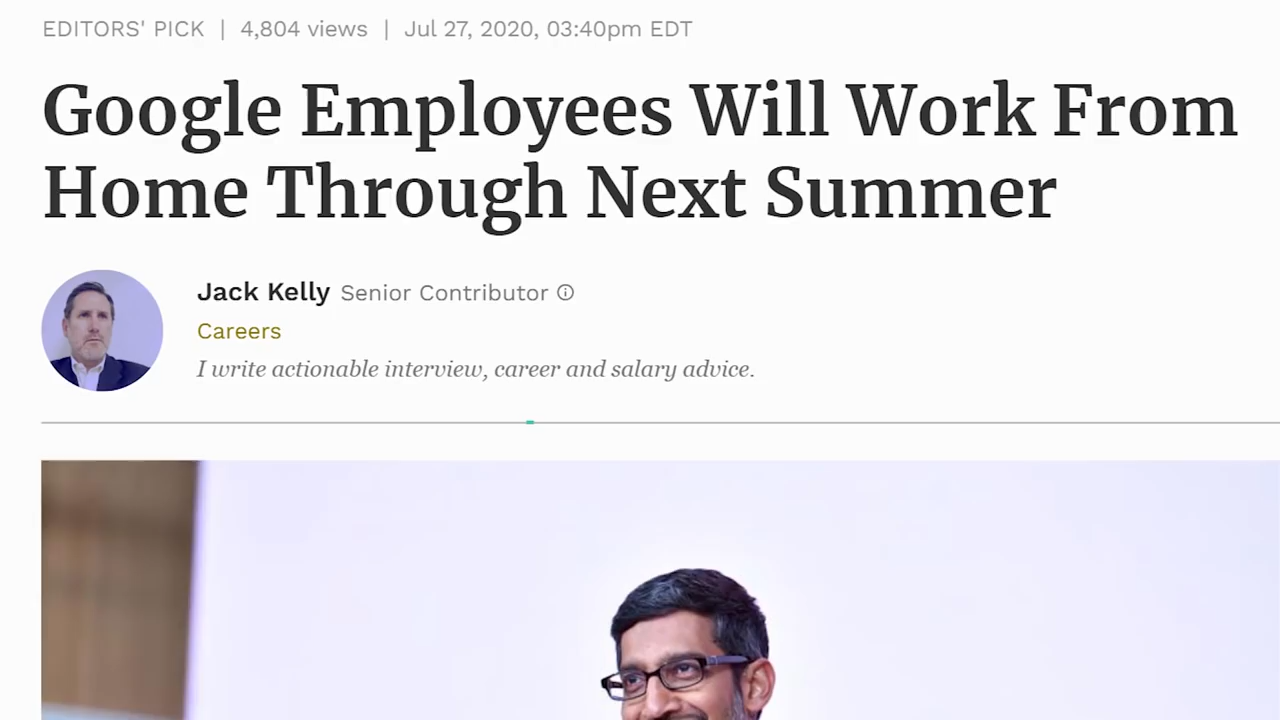 EDITORS' PICK | 4,804 views | Jul 27, 2020, 03:40pm EDT
Google Employees Will Work From
Home Through Next Summer
Jack Kelly Senior Contributor
Careers
I write actionable interview, career and salary advice.